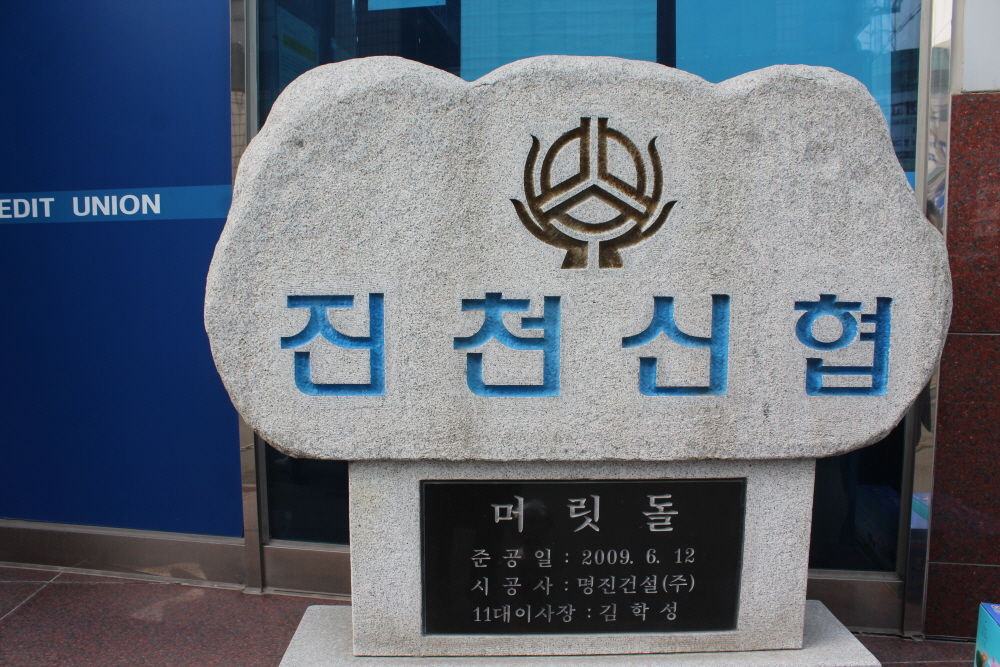 EDIT UNION
진천신협
머릿돌
준공일 : 2009. 6. 12
시공사 : 명진건설(주)
11대이사장 : 김학성